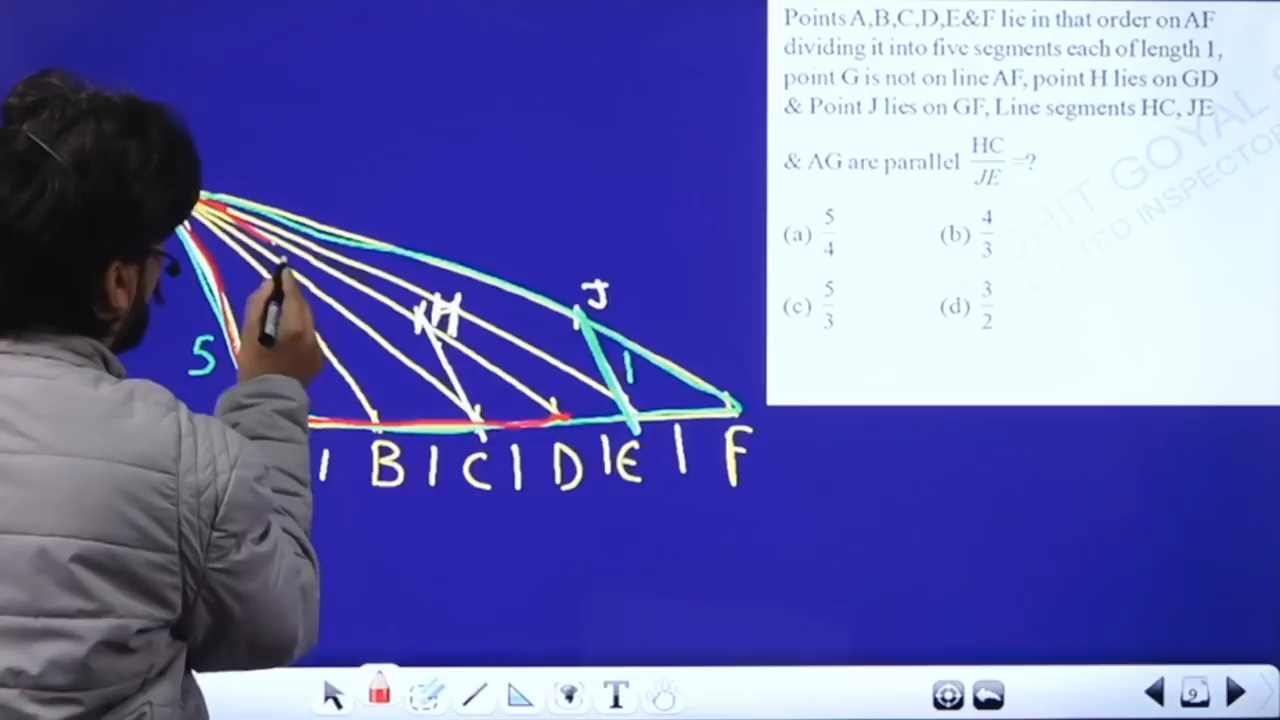 Points A,B,C,D,E&F lie in that order on AF
dividing it into five segments each of length 1,
point G is not on line AF, point H lies on GD
& Point J lies on GF, Line segments HC, JE
& AG are parallel HC/JE =?
(a) 5/4 (b) 4/3
(c) 5/3 (d) 3/2
J
H
5
1
1 B 1 C 1 D 1 E 1 F
T
9